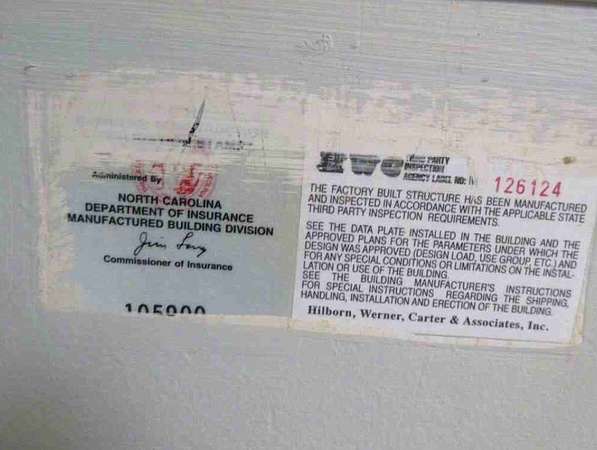 Administered By
NORTH CAROLINA
DEPARTMENT OF INSURANCE
MANUFACTURED BUILDING DIVISION
Jim Long
Commissioner of Insurance
105900
HWC THIRD PARTY
INSPECTION
AGENCY LABEL NO:
126124
THE FACTORY BUILT STRUCTURE HAS BEEN MANUFACTURED
AND INSPECTED IN ACCORDANCE WITH THE APPLICABLE STATE
THIRD PARTY INSPECTION REQUIREMENTS.
SEE THE DATA PLATE INSTALLED IN THE BUILDING AND THE
APPROVED PLANS FOR THE PARAMETERS UNDER WHICH THE
DESIGN WAS APPROVED (DESIGN LOAD, USE GROUP, ETC.) AND
FOR ANY SPECIAL CONDITIONS OR LIMITATIONS ON THE INSTAL-
LATION OR USE OF THE BUILDING.
SEE THE BUILDING MANUFACTURER'S INSTRUCTIONS
FOR SPECIAL INSTRUCTIONS REGARDING THE SHIPPING,
HANDLING, INSTALLATION AND ERECTION OF THE BUILDING.
Hilborn, Werner, Carter & Associates, Inc.